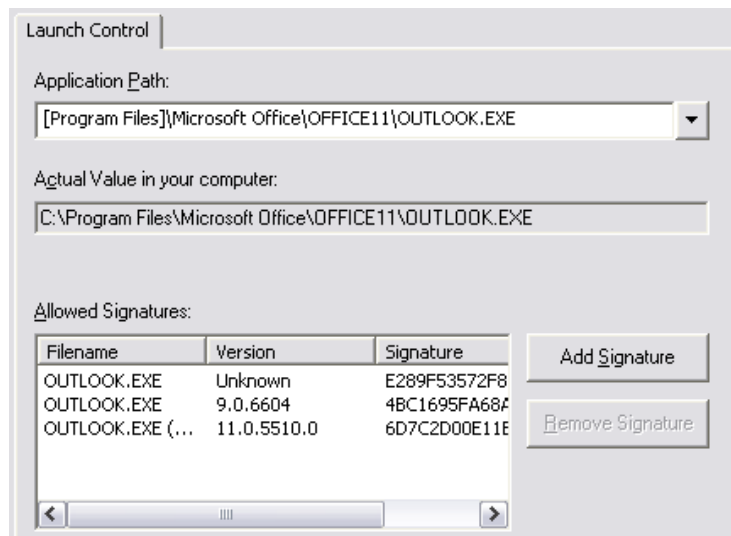 Launch Control
Application Path:
[Program Files]\Microsoft Office\OFFICE11\OUTLOOK.EXE
Actual Value in your computer:
C:\Program Files\Microsoft Office\OFFICE11\OUTLOOK.EXE
Allowed Signatures:
Filename Version Signature
OUTLOOK.EXE Unknown E289F53572F8
OUTLOOK.EXE 9.0.6604 4BC1695FA68A
OUTLOOK.EXE (... 11.0.5510.0 6D7C2D00E11E
Add Signature
Remove Signature